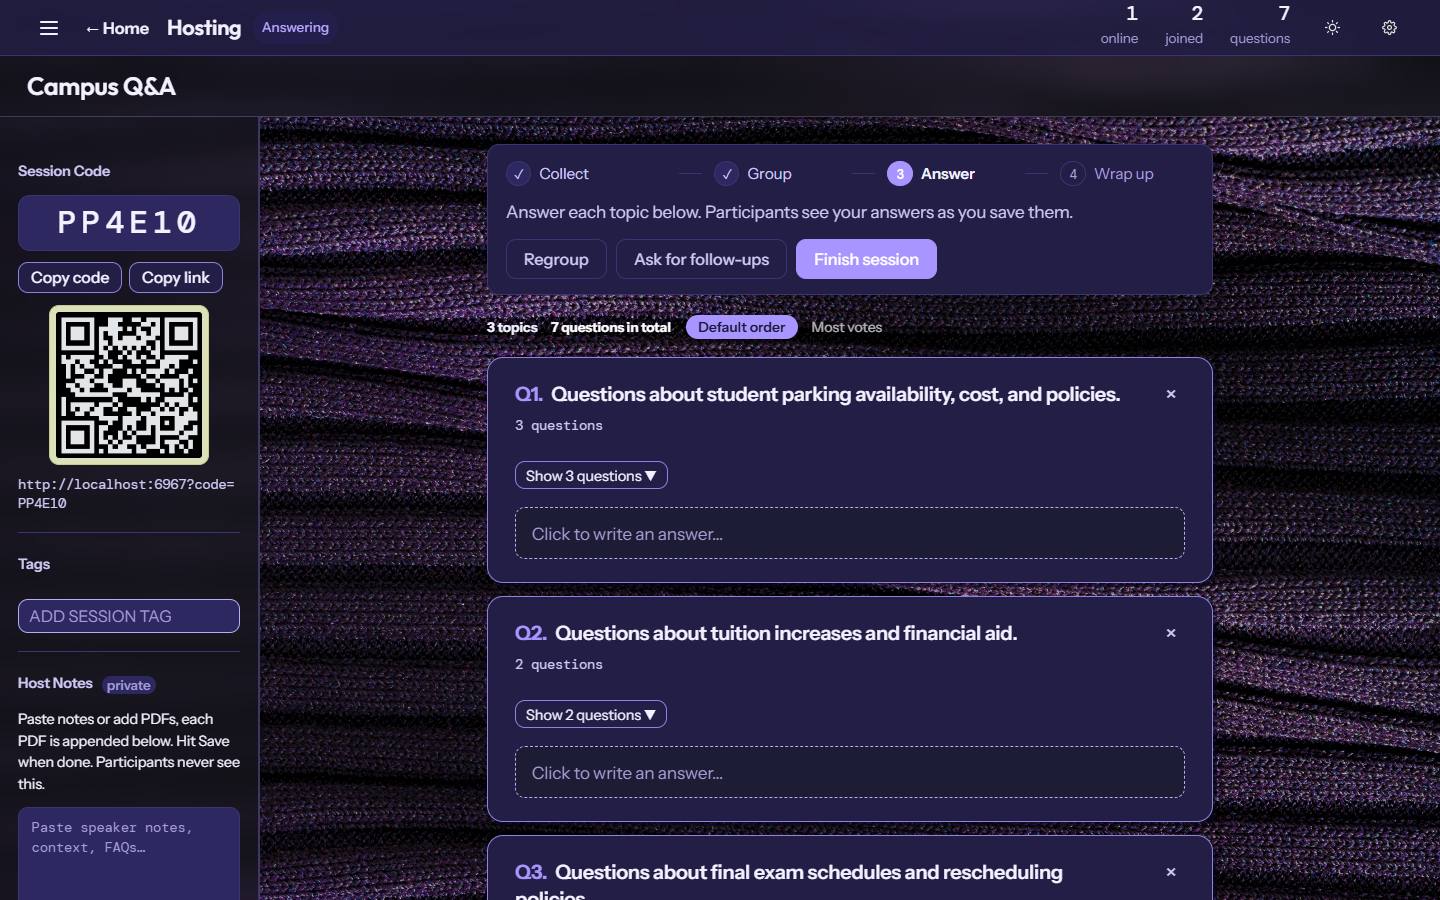 ← Home Hosting Answering
1 online 2 joined 7 questions
Campus Q&A
Session Code
PP4E10
Copy code Copy link
http://localhost:6967?code=
PP4E10
Tags
ADD SESSION TAG
Host Notes private
Paste notes or add PDFs, each
PDF is appended below. Hit Save
when done. Participants never see
this.
Paste speaker notes,
context, FAQs…
✓ Collect ✓ Group 3 Answer 4 Wrap up
Answer each topic below. Participants see your answers as you save them.
Regroup Ask for follow-ups Finish session
3 topics 7 questions in total Default order Most votes
Q1. Questions about student parking availability, cost, and policies. ×
3 questions
Show 3 questions ▼
Click to write an answer...
Q2. Questions about tuition increases and financial aid. ×
2 questions
Show 2 questions ▼
Click to write an answer...
Q3. Questions about final exam schedules and rescheduling ×
policies.